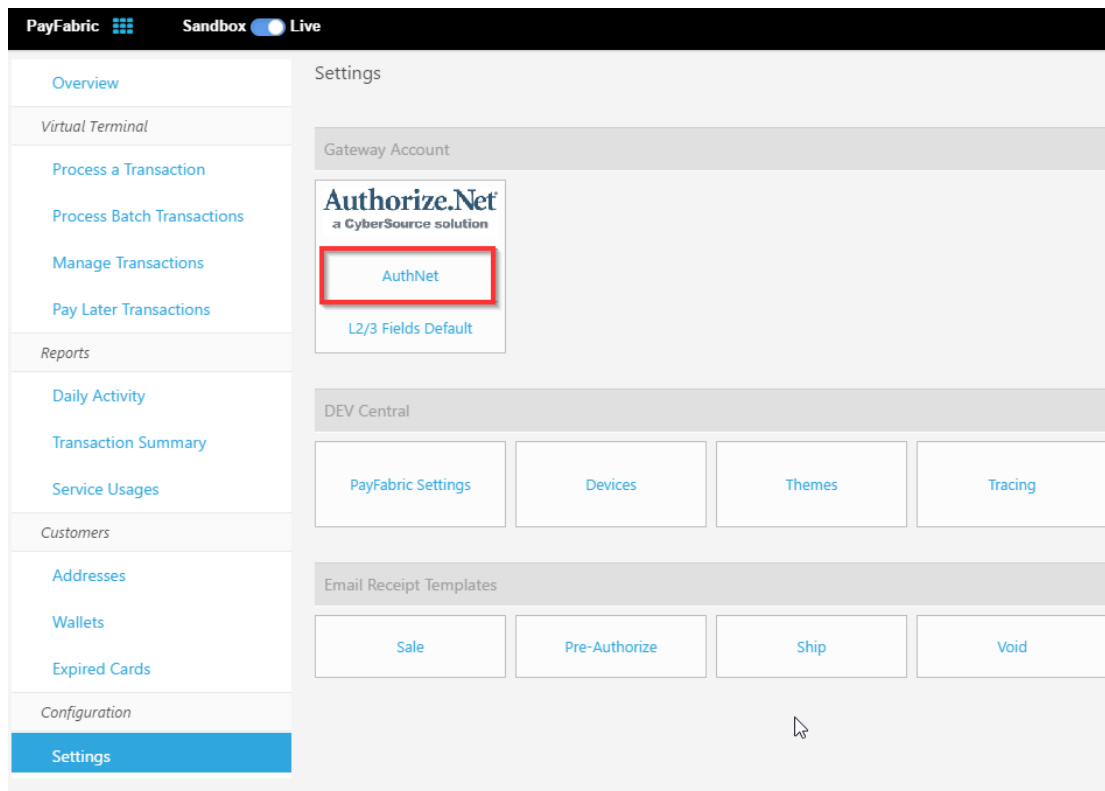 PayFabric Sandbox Live
Overview
Virtual Terminal
Process a Transaction
Process Batch Transactions
Manage Transactions
Pay Later Transactions
Reports
Daily Activity
Transaction Summary
Service Usages
Customers
Addresses
Wallets
Expired Cards
Configuration
Settings
Settings
Gateway Account
Authorize.Net
a CyberSource solution
AuthNet
L2/3 Fields Default
DEV Central
PayFabric Settings Devices Themes Tracing
Email Receipt Templates
Sale Pre-Authorize Ship Void